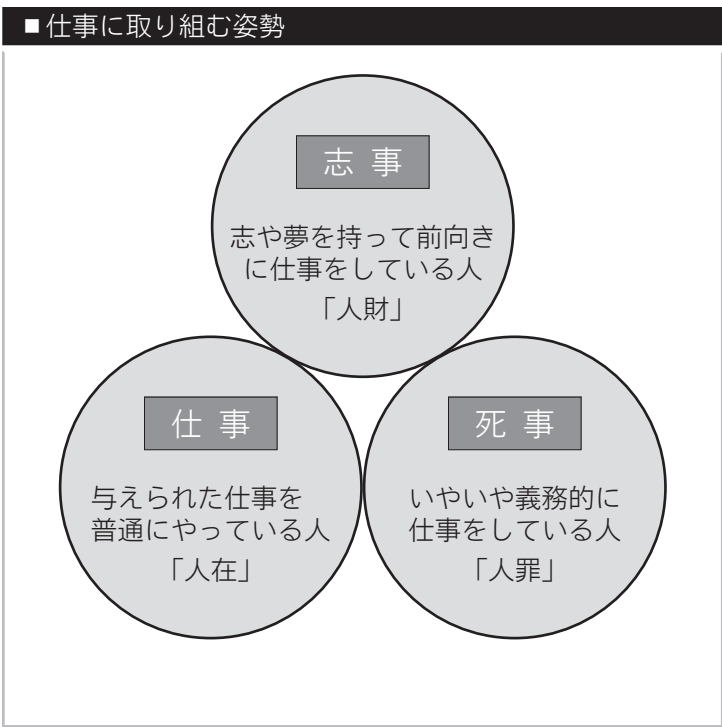 ■仕事に取り組む姿勢
志 事
志や夢を持って前向き
に仕事をしている人
「人財」
仕 事
与えられた仕事を
普通にやっている人
「人在」
死 事
いやいや義務的に
仕事をしている人
「人罪」